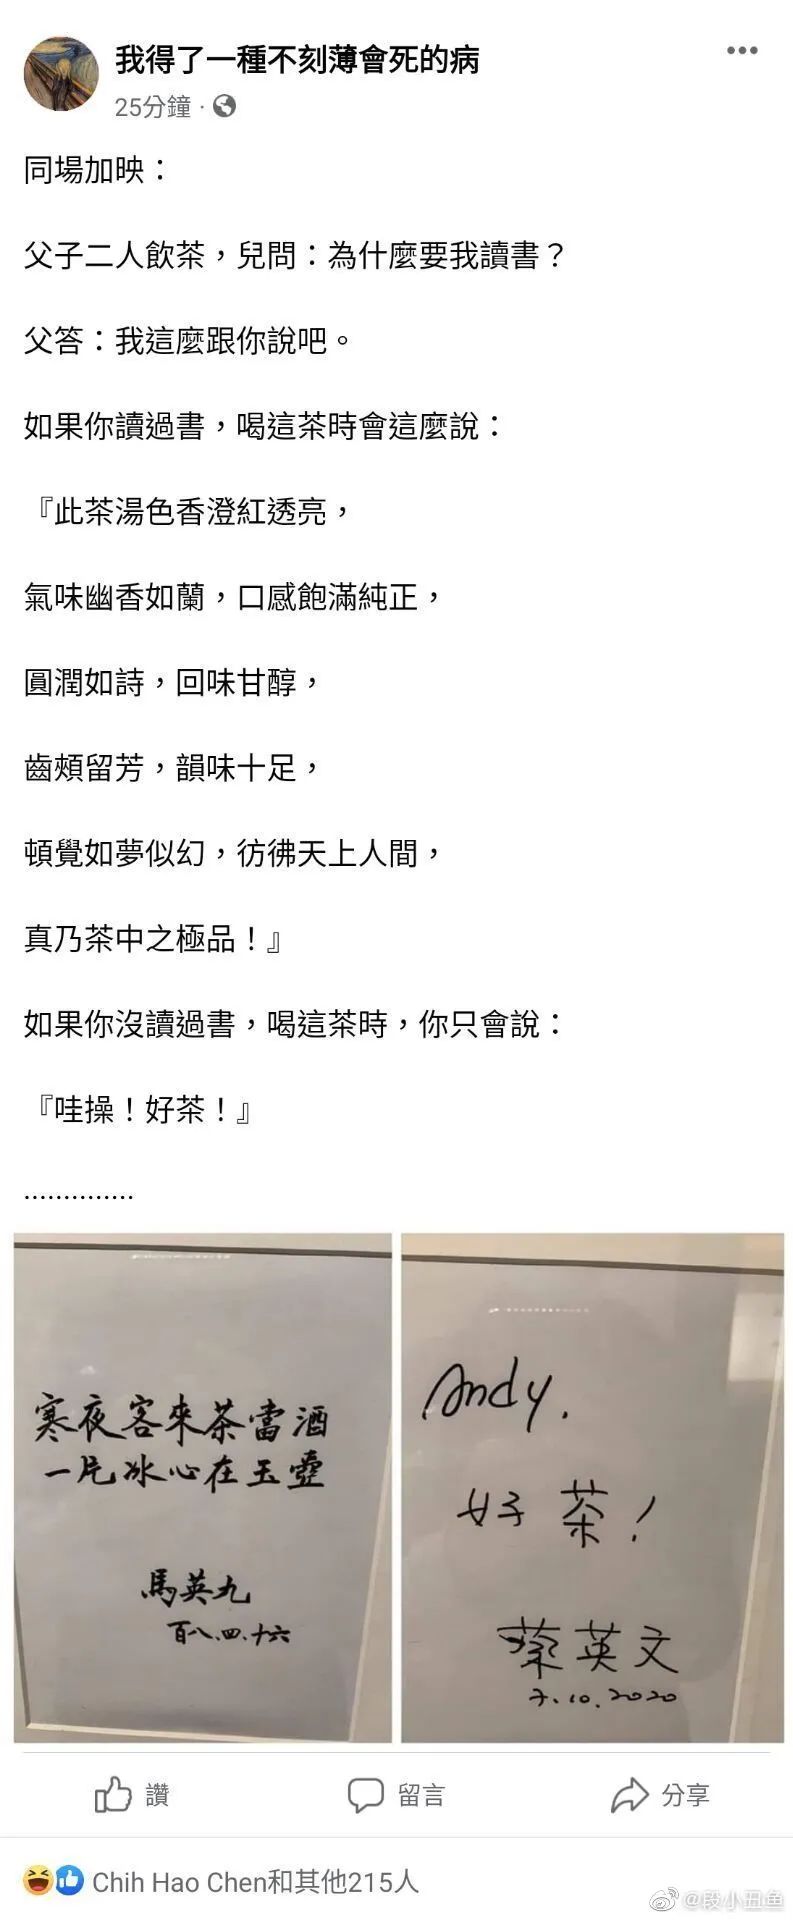 我得了一種不刻薄會死的病
25分鐘 ·
同場加映：
父子二人飲茶，兒問：為什麼要我讀書？
父答：我這麼跟你說吧。
如果你讀過書，喝這茶時會這麼說：
『此茶湯色香澄紅透亮，
氣味幽香如蘭，口感飽滿純正，
圓潤如詩，回味甘醇，
齒頰留芳，韻味十足，
頓覺如夢似幻，彷彿天上人間，
真乃茶中之極品！』
如果你沒讀過書，喝這茶時，你只會說：
『哇操！好茶！』
..............
寒夜客來茶當酒
一片冰心在玉壺
馬英九
百八.四.十六
Andy.
好茶！
蔡英文
7.10.2020
讚
留言
分享
Chih Hao Chen和其他215人
@段小丑鱼